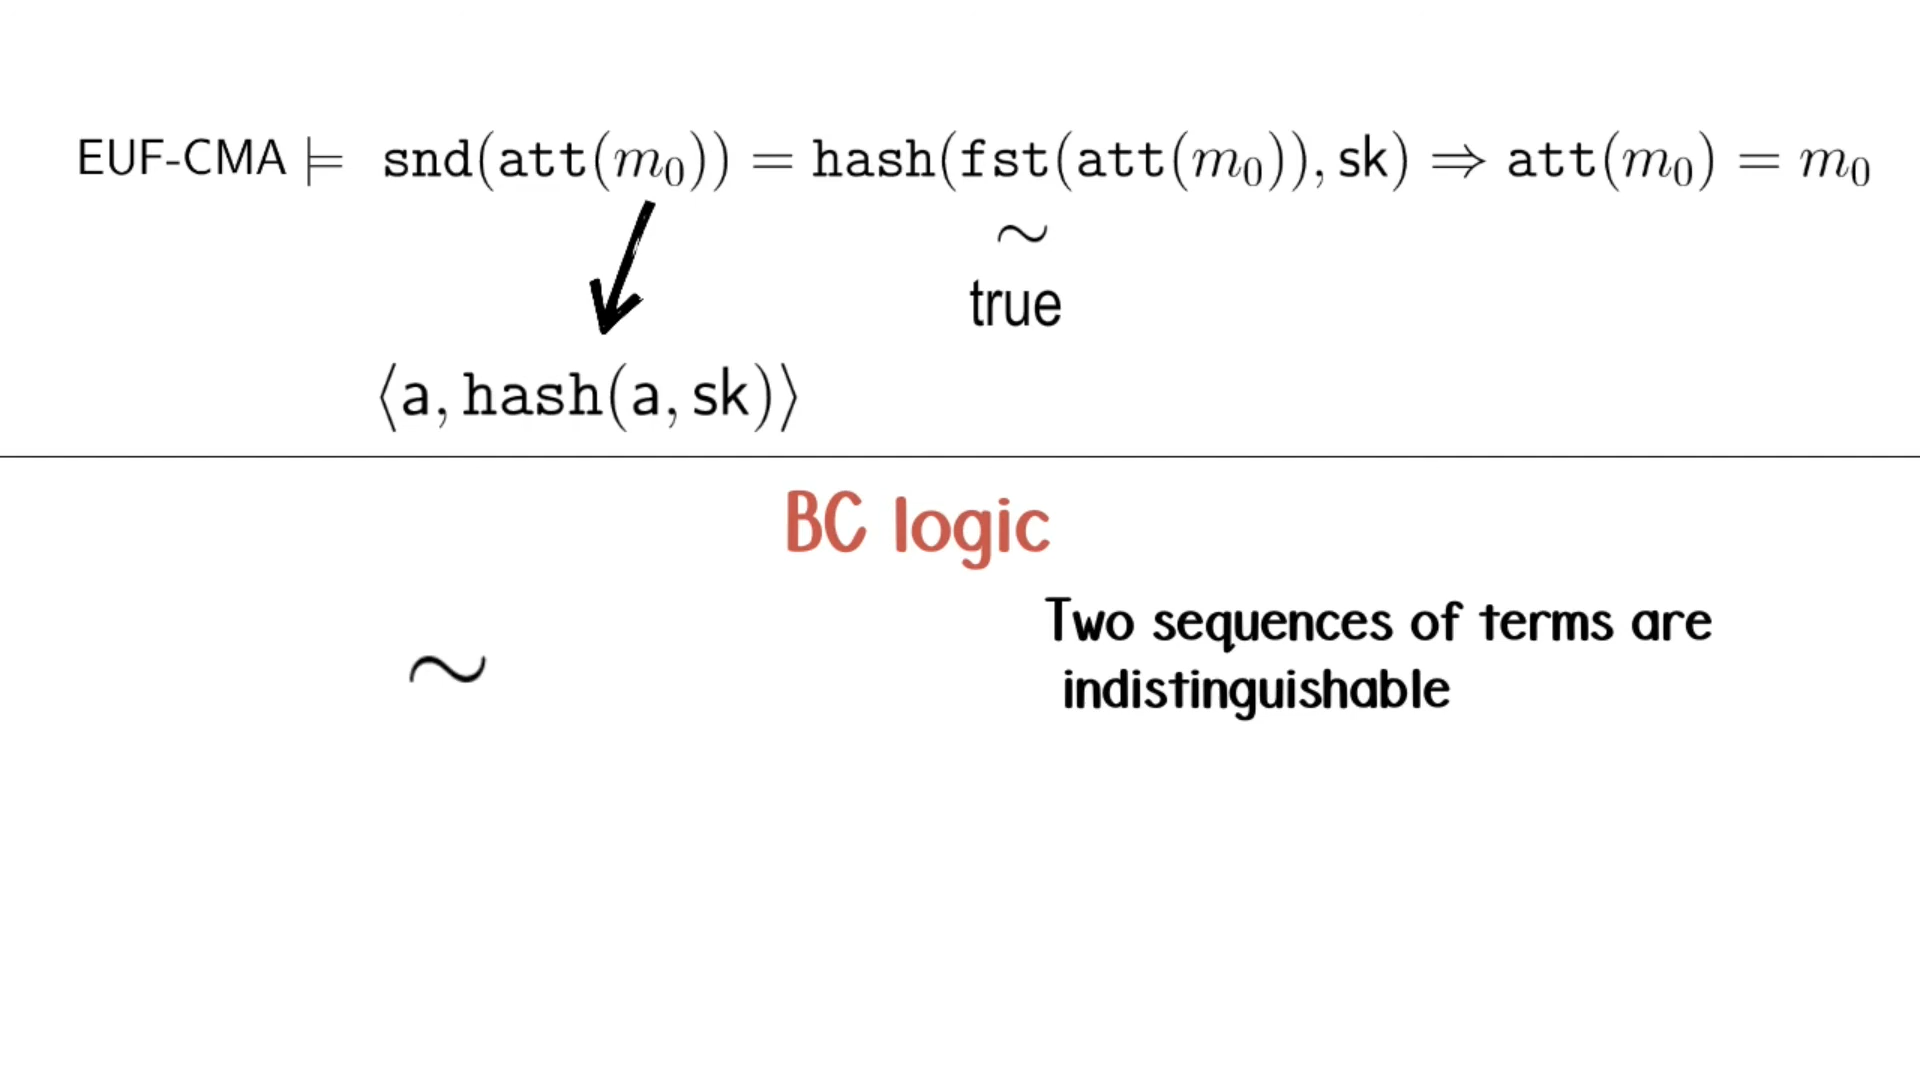 EUF-CMA ⊨ snd(att(m₀)) = hash(fst(att(m₀)), sk) ⇒ att(m₀) = m₀
∼
true
⟨a, hash(a, sk)⟩
BC logic
∼
Two sequences of terms are
indistinguishable